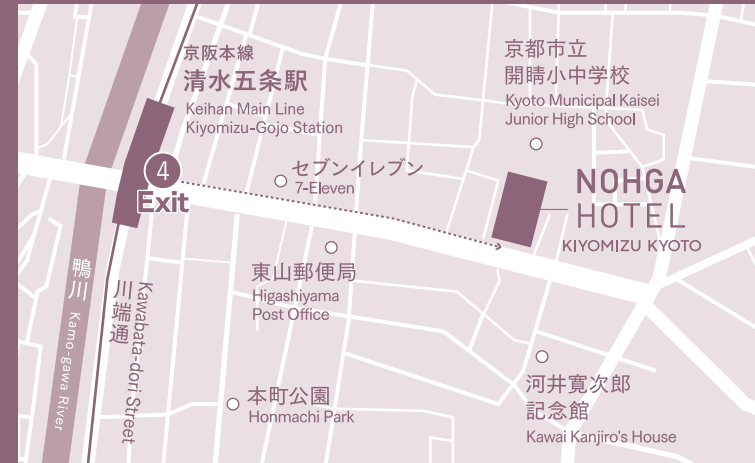 京阪本線
清水五条駅
Keihan Main Line
Kiyomizu-Gojo Station
4
Exit
セブンイレブン
7-Eleven
京都市立
開睛小中学校
Kyoto Municipal Kaisei
Junior High School
NOHGA
HOTEL
KIYOMIZU KYOTO
東山郵便局
Higashiyama
Post Office
鴨川 Kamo-gawa River
Kawabata-dori Street
川端通
本町公園
Honmachi Park
河井寛次郎
記念館
Kawai Kanjiro's House